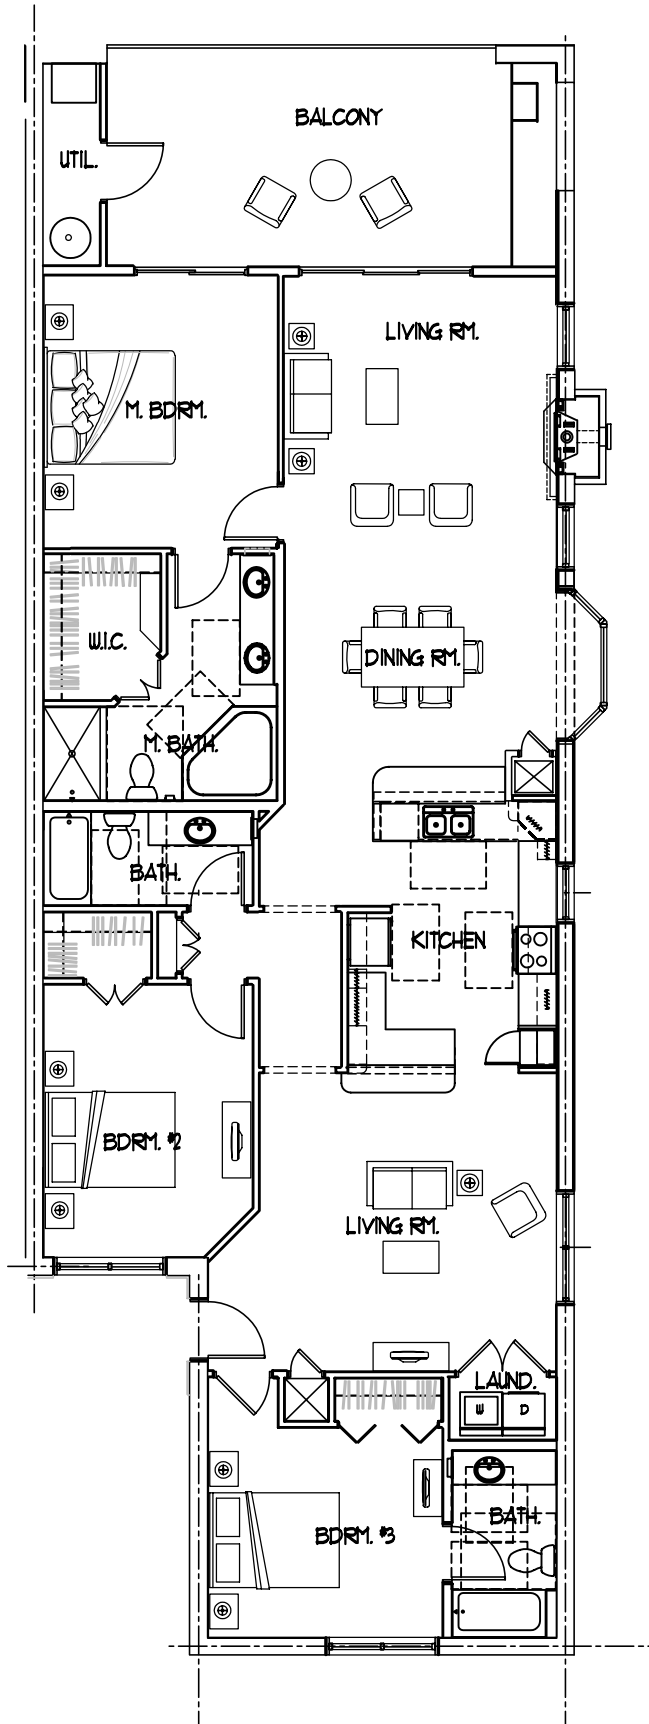 BALCONY
UTIL.
LIVING RM.
M. BDRM.
W.I.C.
DINING RM.
M. BATH.
BATH.
KITCHEN
BDRM. #2
LIVING RM.
LAUND.
W D
BATH.
BDRM. #3